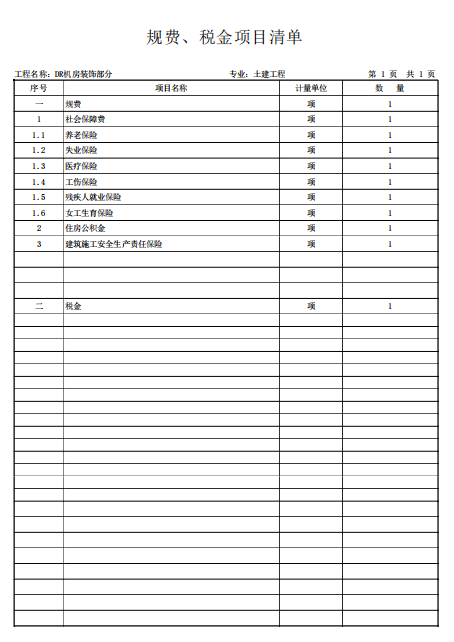 规费、税金项目清单
工程名称：DR机房装饰部分 专业：土建工程 第 1 页 共 1 页
序号 项目名称 计量单位 数 量
一 规费 项 1
1 社会保障费 项 1
1.1 养老保险 项 1
1.2 失业保险 项 1
1.3 医疗保险 项 1
1.4 工伤保险 项 1
1.5 残疾人就业保险 项 1
1.6 女工生育保险 项 1
2 住房公积金 项 1
3 建筑施工安全生产责任保险 项 1
二 税金 项 1